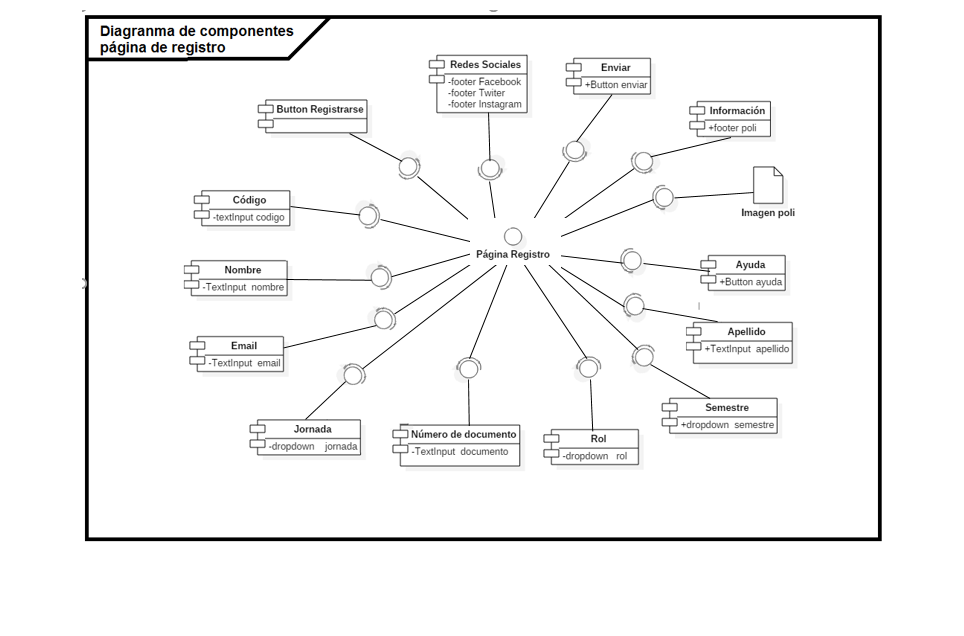 Diagranma de componentes
página de registro
Redes Sociales
-footer Facebook
-footer Twiter
-footer Instagram
Enviar
+Button enviar
Button Registrarse
Información
+footer poli
Imagen poli
Código
-textInput codigo
Página Registro
Nombre
-TextInput nombre
Ayuda
+Button ayuda
Apellido
+TextInput apellido
Email
-TextInput email
Semestre
+dropdown semestre
Jornada
-dropdown jornada
Número de documento
-TextInput documento
Rol
-dropdown rol